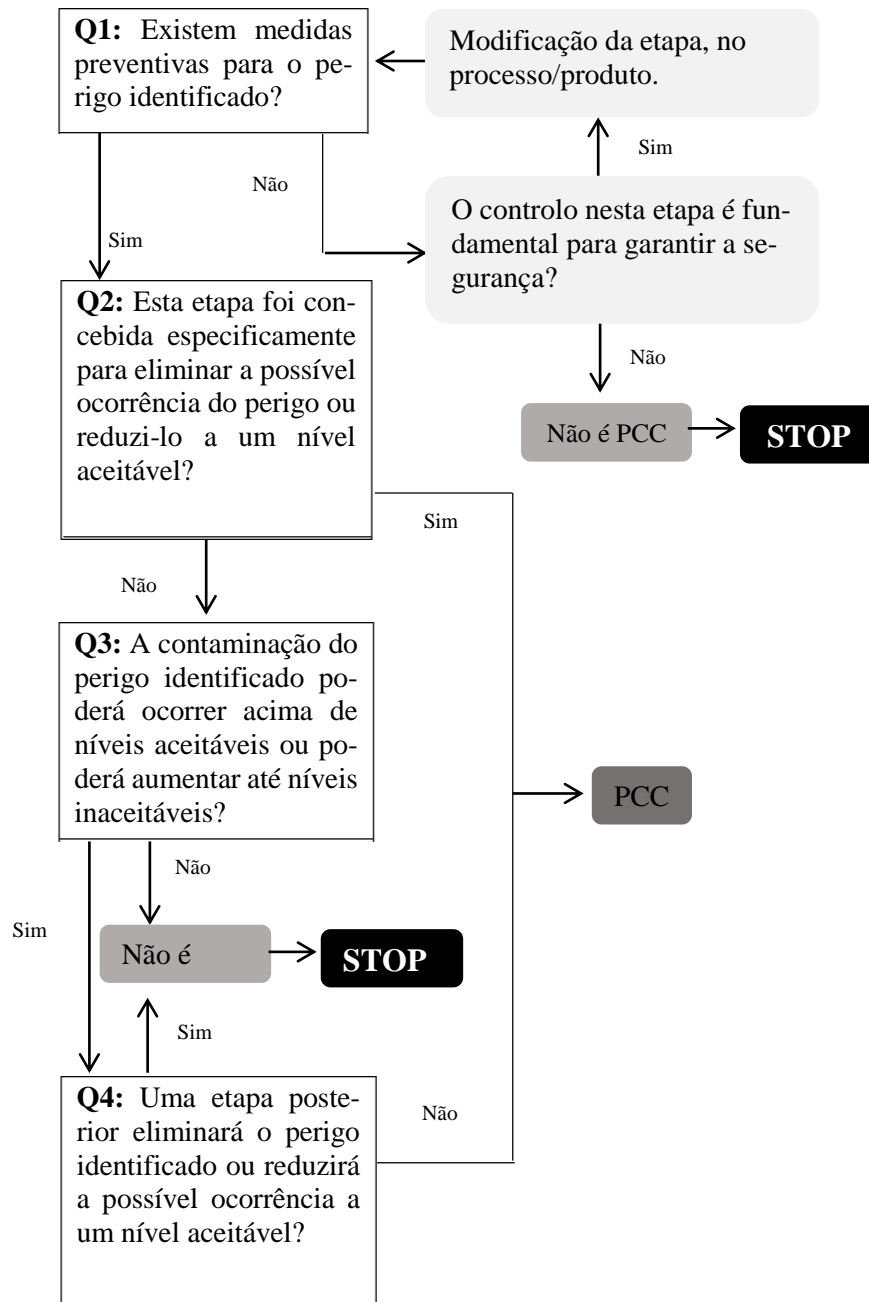 Q1: Existem medidas
preventivas para o pe-
rigo identificado?
Modificação da etapa, no
processo/produto.
Sim
Não
O controlo nesta etapa é fun-
damental para garantir a se-
gurança?
Sim
Q2: Esta etapa foi con-
cebida especificamente
para eliminar a possível
ocorrência do perigo ou
reduzi-lo a um nível
aceitável?
Não
Não é PCC
STOP
Sim
Não
Q3: A contaminação do
perigo identificado po-
derá ocorrer acima de
níveis aceitáveis ou po-
derá aumentar até níveis
inaceitáveis?
PCC
Não
Sim
Não é
STOP
Sim
Q4: Uma etapa poste-
rior eliminará o perigo
identificado ou reduzirá
a possível ocorrência a
um nível aceitável?
Não